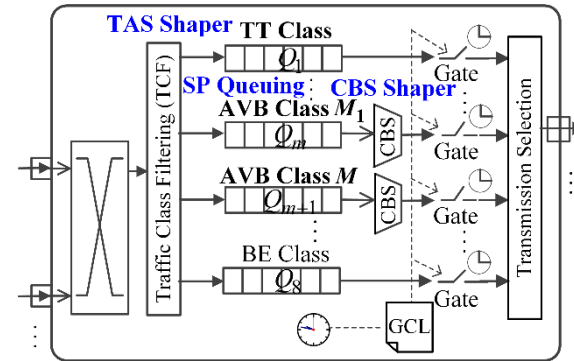 TAS Shaper
TT Class
Q1
Gate
SP Queuing
CBS Shaper
Traffic Class Filtering (TCF)
AVB Class M1
Qm
CBS
Gate
AVB Class M
Qm+1
CBS
Gate
BE Class
Q8
Gate
GCL
Transmission Selection